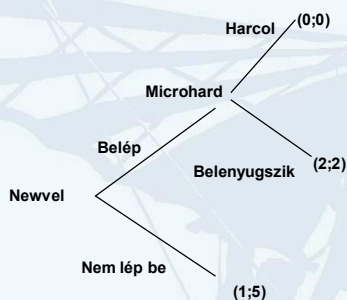 Harcol
(0;0)
Microhard
Belép
Belenyugszik
(2;2)
Newvel
Nem lép be
(1;5)